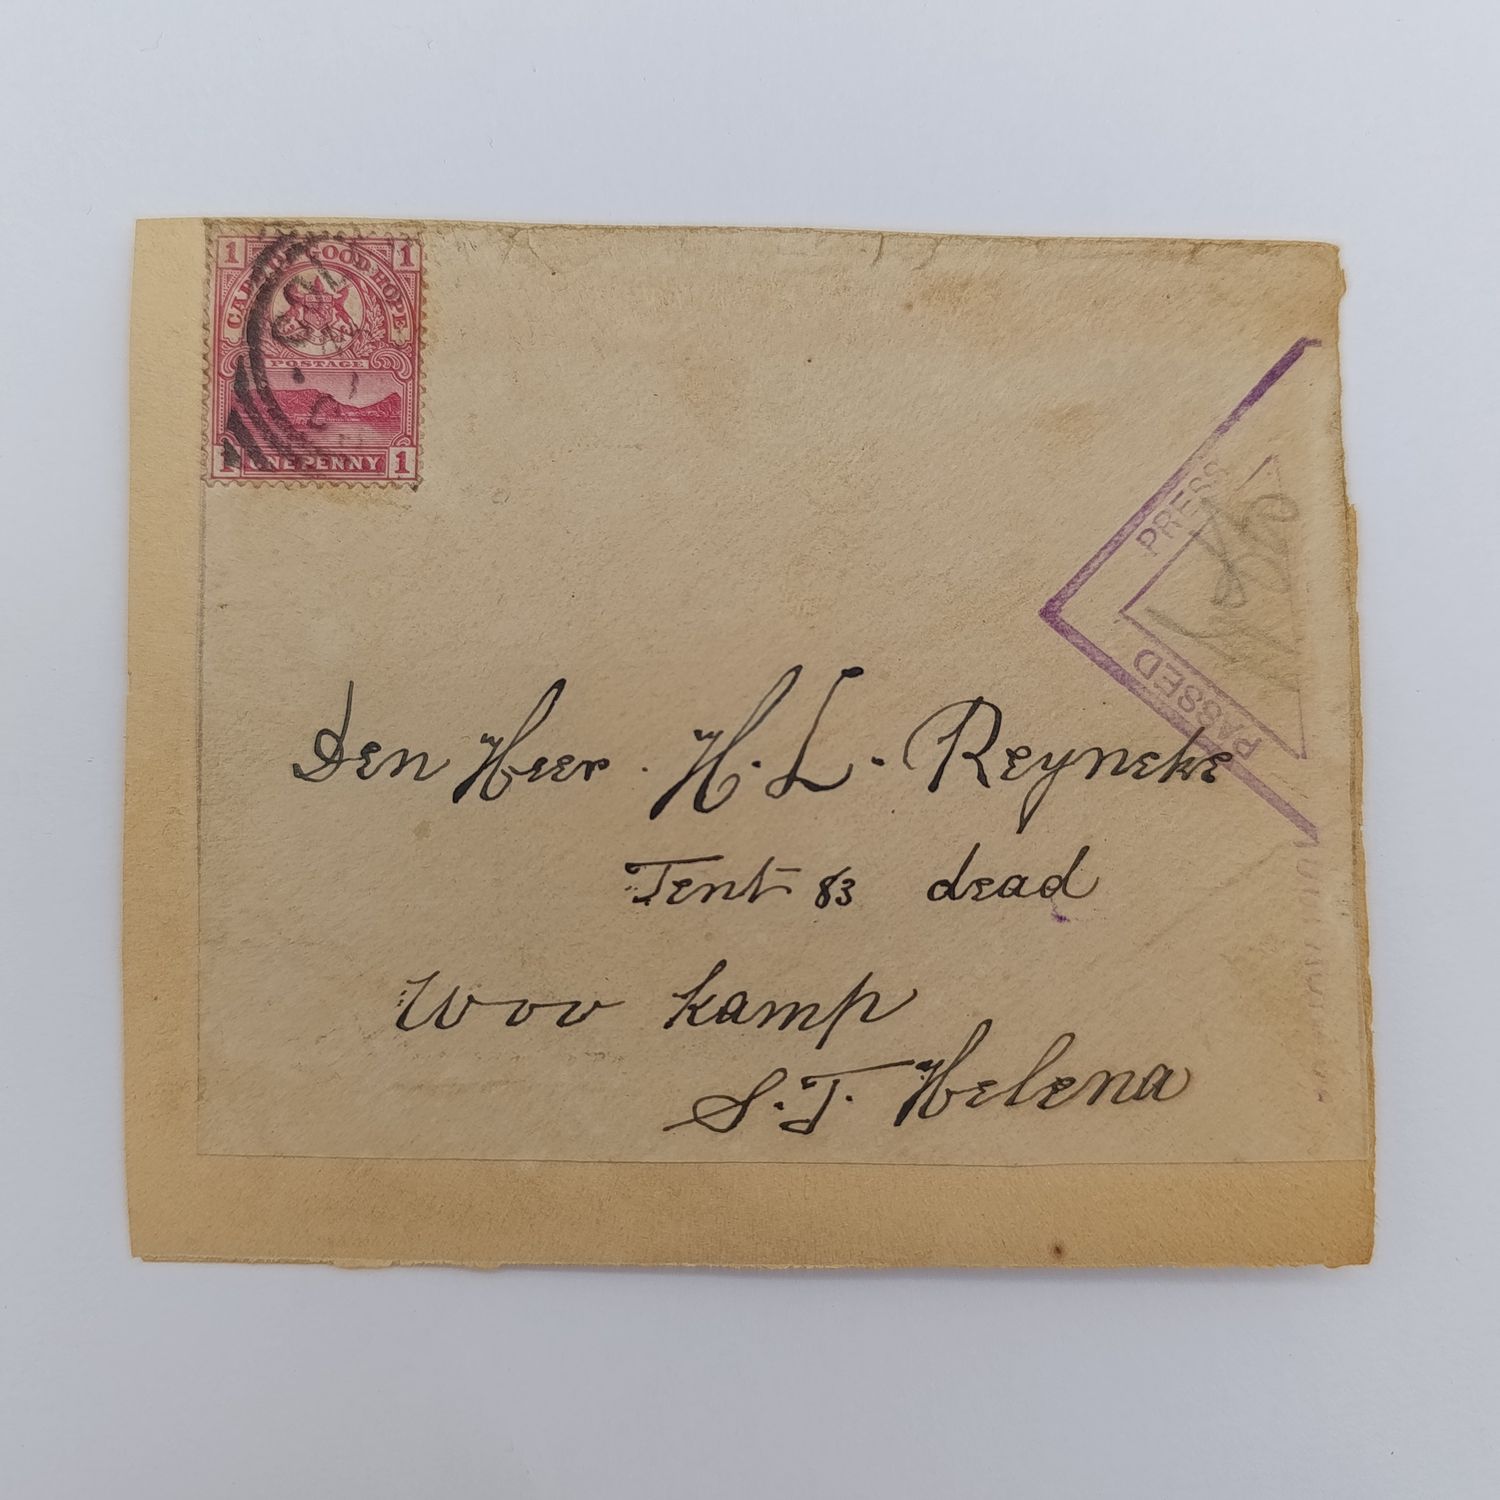 1 1
CAPE OF GOOD HOPE
POSTAGE
1 ONE PENNY 1
PRESS
PASSED
Den Heer. H. L. Reyneke
Tent 83 dead
Woov kamp
S. T. Helena